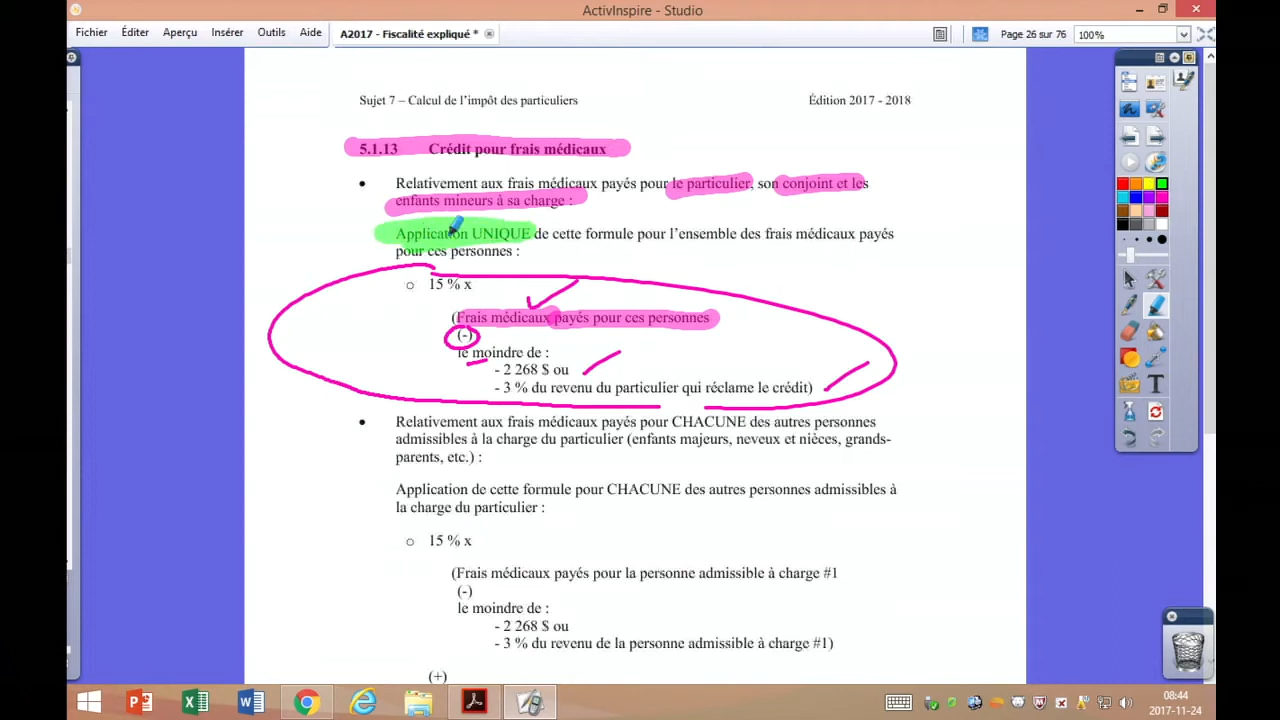 ActivInspire - Studio
Fichier Éditer Aperçu Insérer Outils Aide
A2017 - Fiscalité expliqué *
Page 26 sur 76
100%
Sujet 7 – Calcul de l'impôt des particuliers
Édition 2017 - 2018
5.1.13 Crédit pour frais médicaux
• Relativement aux frais médicaux payés pour le particulier, son conjoint et les
enfants mineurs à sa charge :
Application UNIQUE de cette formule pour l'ensemble des frais médicaux payés
pour ces personnes :
o 15 % x
(Frais médicaux payés pour ces personnes
(-)
le moindre de :
- 2 268 $ ou
- 3 % du revenu du particulier qui réclame le crédit)
• Relativement aux frais médicaux payés pour CHACUNE des autres personnes
admissibles à la charge du particulier (enfants majeurs, neveux et nièces, grands-
parents, etc.) :
Application de cette formule pour CHACUNE des autres personnes admissibles à
la charge du particulier :
o 15 % x
(Frais médicaux payés pour la personne admissible à charge #1
(-)
le moindre de :
- 2 268 $ ou
- 3 % du revenu de la personne admissible à charge #1)
(+)
08:44
2017-11-24